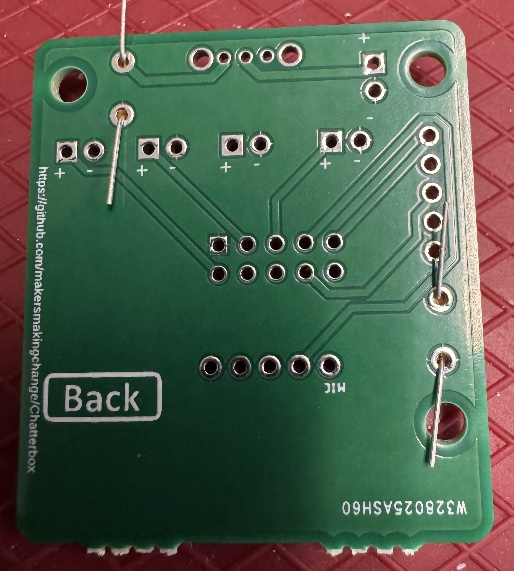 +
-
+ -
+ -
+ -
+ -
https://github.com/makersmakingchange/Chatterbox
MIC
Back
W328025ASH60